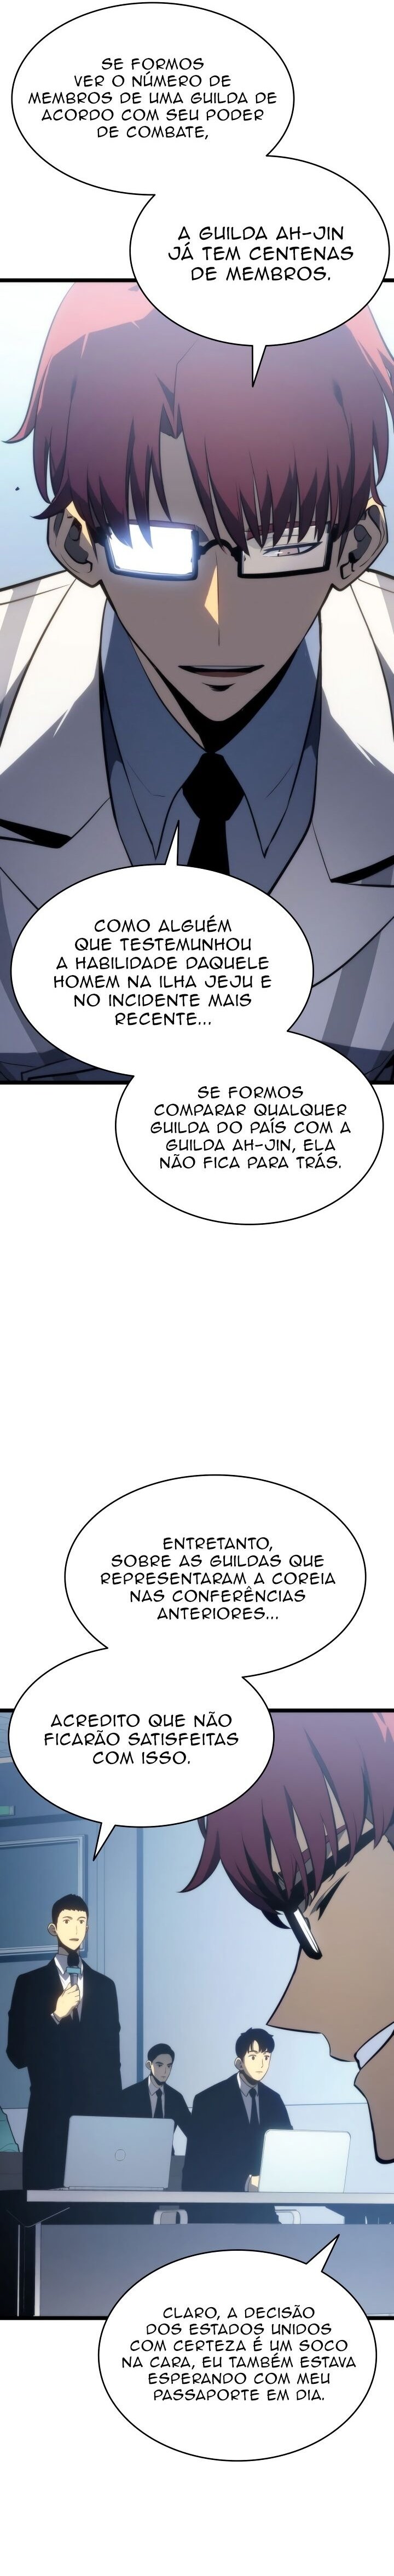 SE FORMOS
VER O NÚMERO DE
MEMBROS DE UMA GUILDA DE
ACORDO COM SEU PODER
DE COMBATE,
A GUILDA AH-JIN
JÁ TEM CENTENAS
DE MEMBROS.
COMO ALGUÉM
QUE TESTEMUNHOU
A HABILIDADE DAQUELE
HOMEM NA ILHA JEJU E
NO INCIDENTE MAIS
RECENTE...
SE FORMOS
COMPARAR QUALQUER
GUILDA DO PAÍS COM A
GUILDA AH-JIN, ELA
NÃO FICA PARA TRÁS.
ENTRETANTO,
SOBRE AS GUILDAS QUE
REPRESENTARAM A COREIA
NAS CONFERÊNCIAS
ANTERIORES...
ACREDITO QUE NÃO
FICARÃO SATISFEITAS
COM ISSO.
CLARO, A DECISÃO
DOS ESTADOS UNIDOS
COM CERTEZA É UM SOCO
NA CARA, EU TAMBÉM ESTAVA
ESPERANDO COM MEU
PASSAPORTE EM DIA.